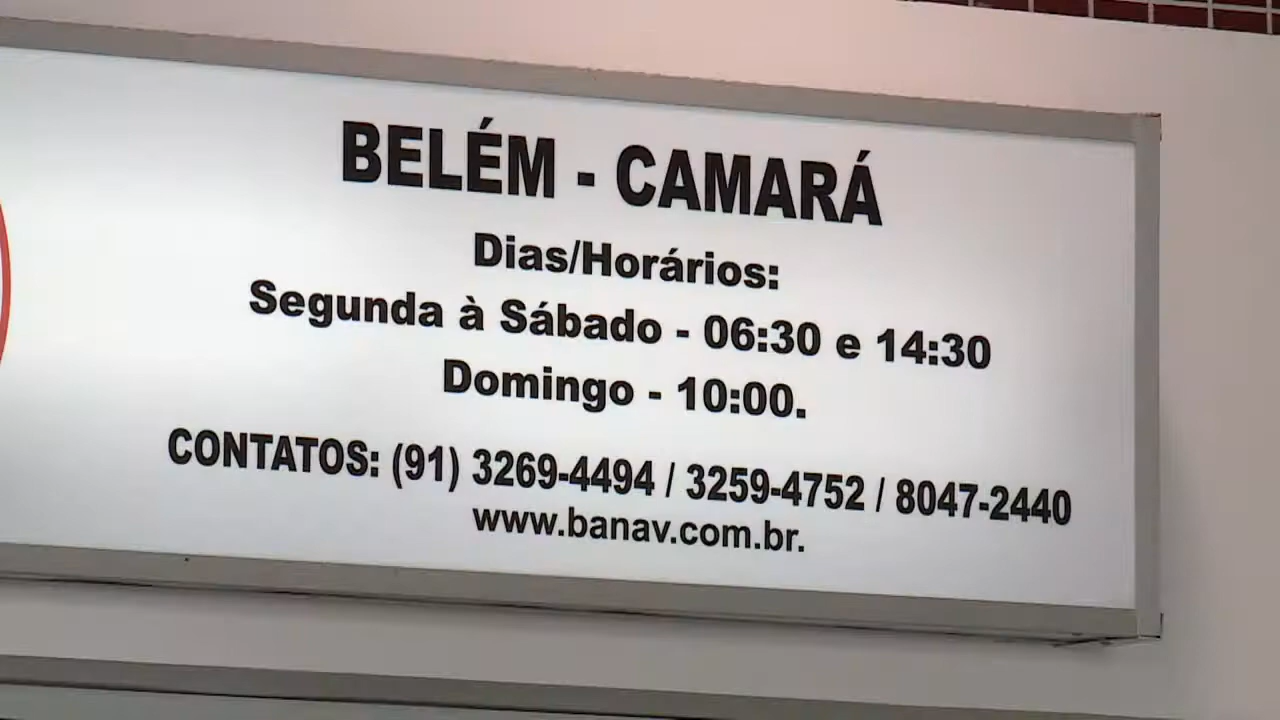 BELÉM - CAMARÁ
Dias/Horários:
Segunda à Sábado - 06:30 e 14:30
Domingo - 10:00.
CONTATOS: (91) 3269-4494 / 3259-4752 / 8047-2440
www.banav.com.br.